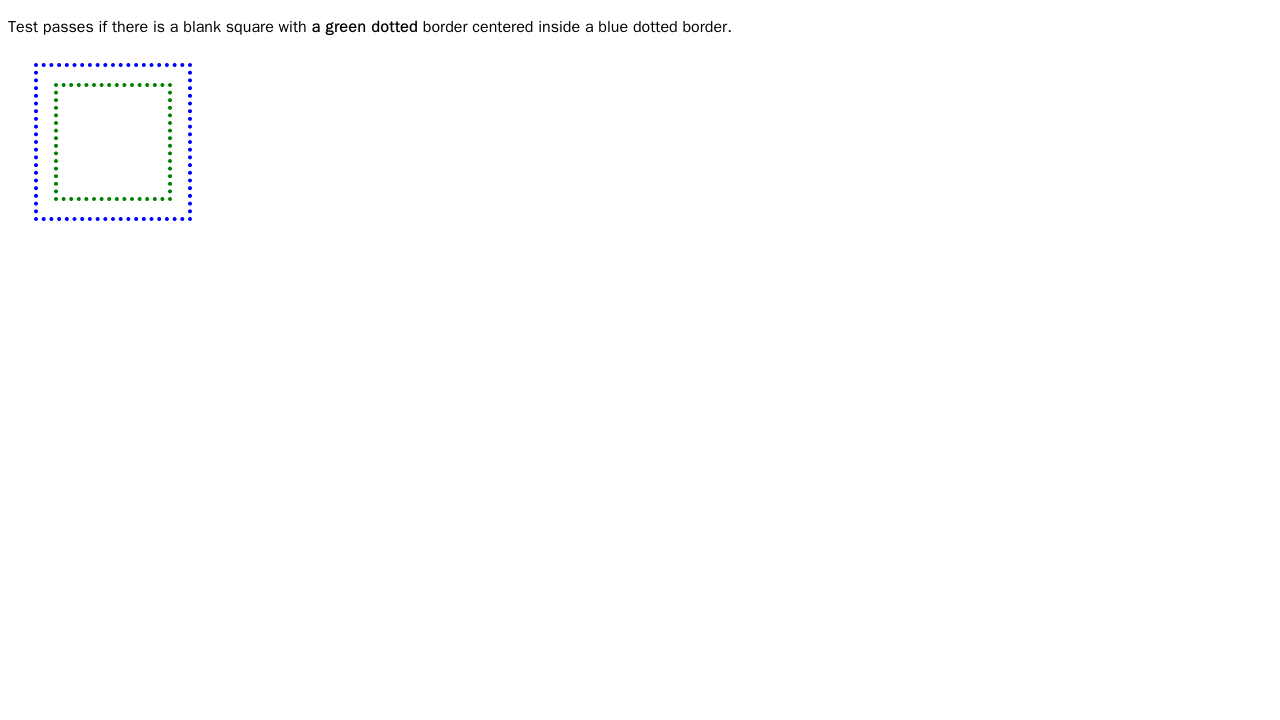 Test passes if there is a blank square with a green dotted border centered inside a blue dotted border.